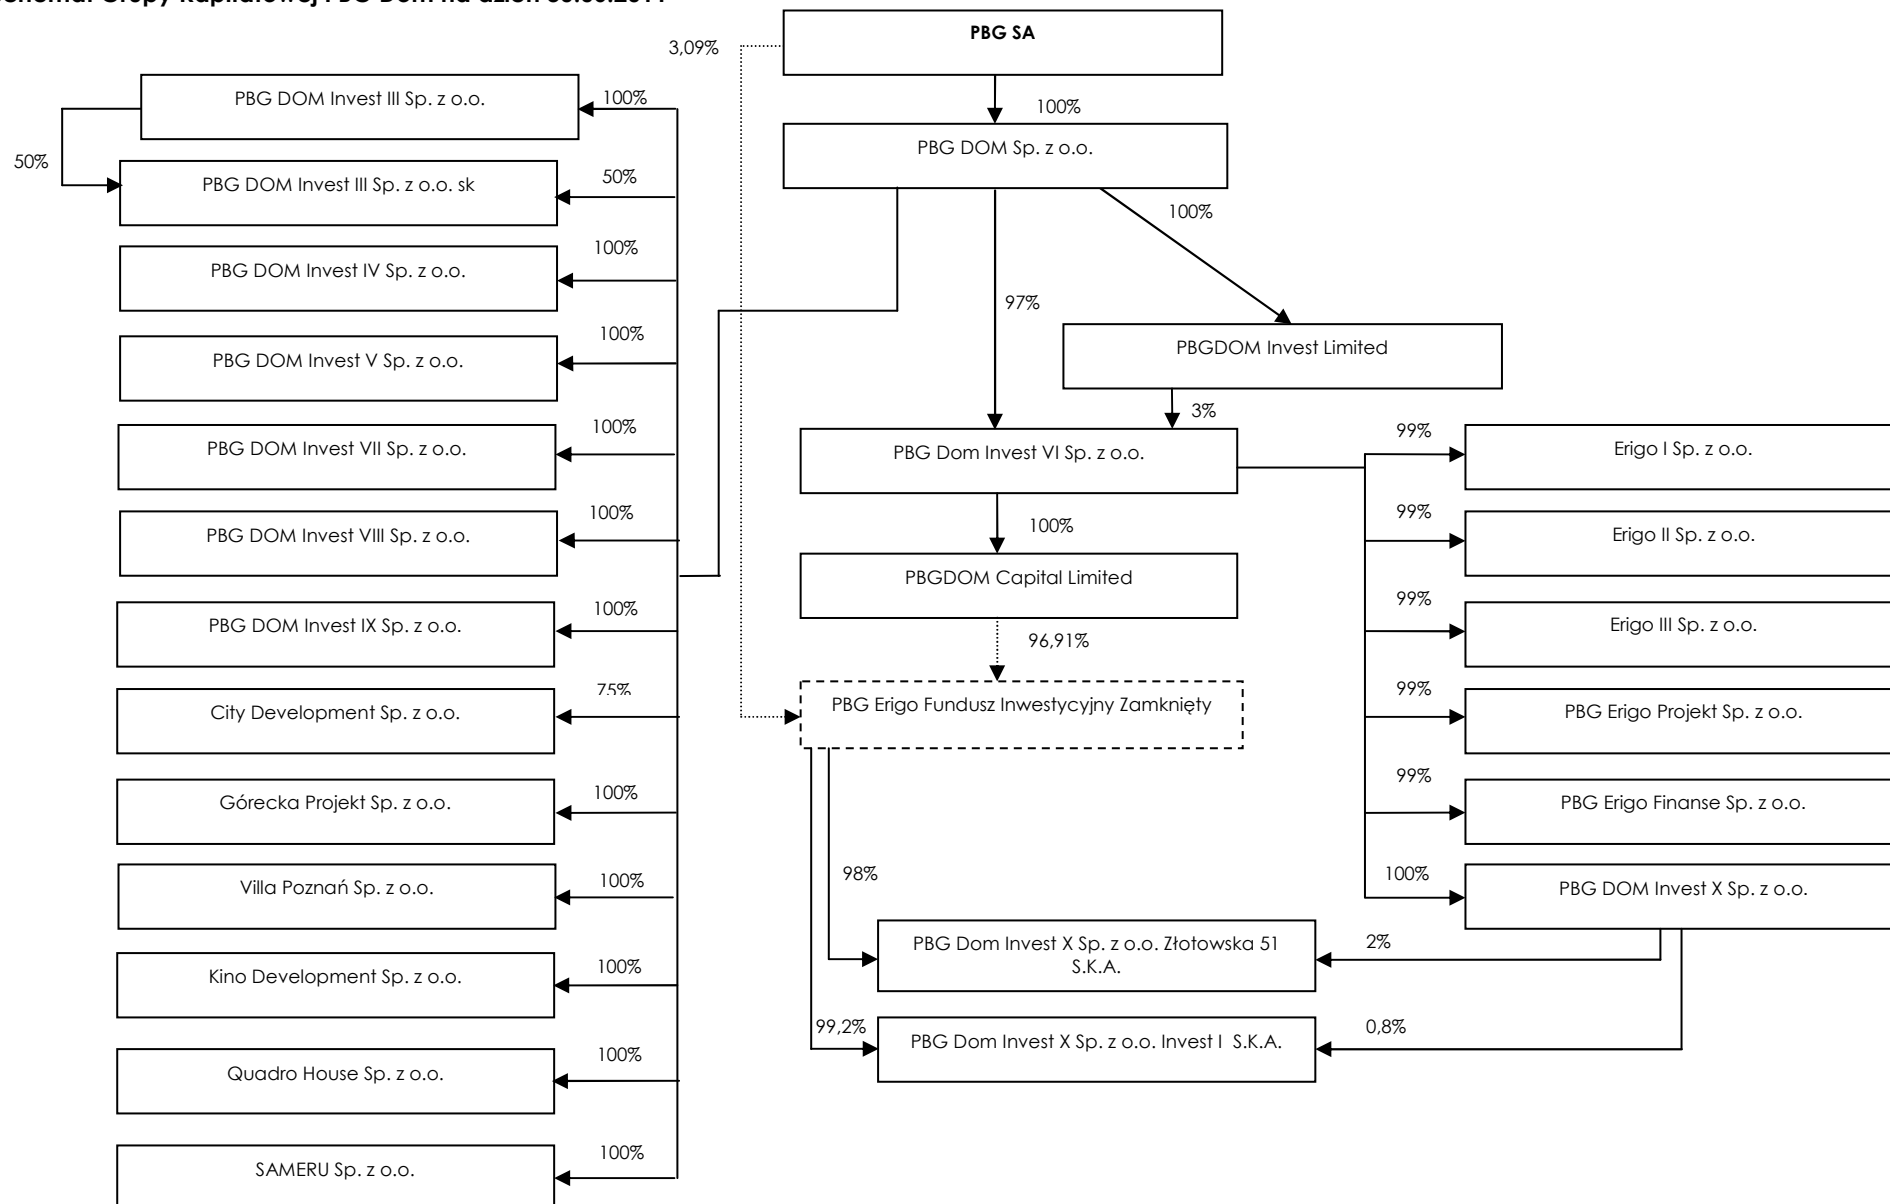 PBG SA
3,09%
100%
PBG DOM Sp. z o.o.
PBG DOM Invest III Sp. z o.o.
100%
50%
PBG DOM Invest III Sp. z o.o. sk
50%
100%
PBG DOM Invest IV Sp. z o.o.
100%
97%
100%
PBG DOM Invest V Sp. z o.o.
PBGDOM Invest Limited
3%
100%
PBG DOM Invest VII Sp. z o.o.
PBG Dom Invest VI Sp. z o.o.
99%
Erigo I Sp. z o.o.
100%
PBG DOM Invest VIII Sp. z o.o.
100%
99%
Erigo II Sp. z o.o.
PBGDOM Capital Limited
100%
PBG DOM Invest IX Sp. z o.o.
96,91%
99%
Erigo III Sp. z o.o.
75%
City Development Sp. z o.o.
PBG Erigo Fundusz Inwestycyjny Zamknięty
99%
PBG Erigo Projekt Sp. z o.o.
100%
Górecka Projekt Sp. z o.o.
99%
PBG Erigo Finanse Sp. z o.o.
100%
Villa Poznań Sp. z o.o.
98%
100%
PBG DOM Invest X Sp. z o.o.
100%
Kino Development Sp. z o.o.
PBG Dom Invest X Sp. z o.o. Złotowska 51
S.K.A.
2%
99,2%
PBG Dom Invest X Sp. z o.o. Invest I S.K.A.
0,8%
100%
Quadro House Sp. z o.o.
100%
SAMERU Sp. z o.o.